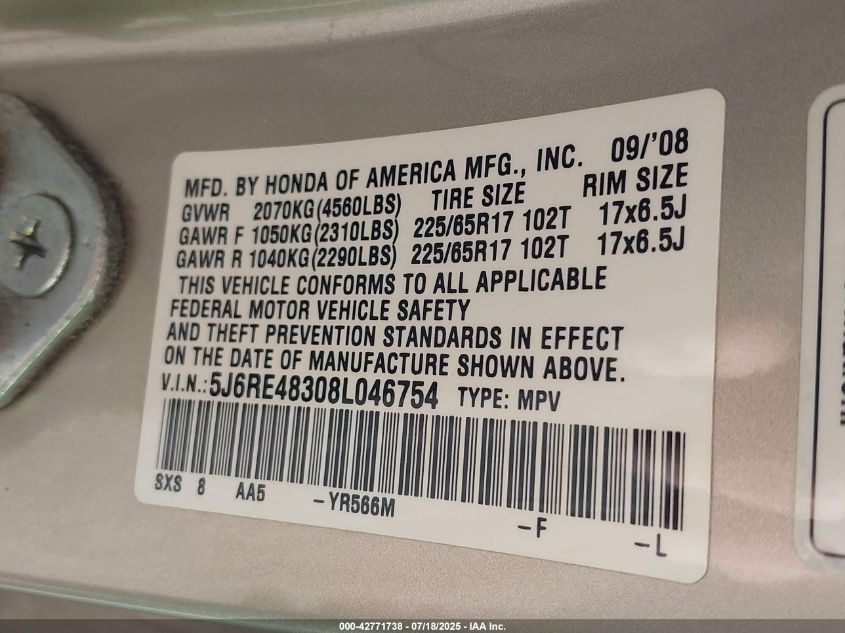 MFD. BY HONDA OF AMERICA MFG., INC. 09/'08
GVWR 2070KG(4560LBS) TIRE SIZE RIM SIZE
GAWR F 1050KG(2310LBS) 225/65R17 102T 17x6.5J
GAWR R 1040KG(2290LBS) 225/65R17 102T 17x6.5J
THIS VEHICLE CONFORMS TO ALL APPLICABLE
FEDERAL MOTOR VEHICLE SAFETY
AND THEFT PREVENTION STANDARDS IN EFFECT
ON THE DATE OF MANUFACTURE SHOWN ABOVE.
V.I.N.: 5J6RE48308L046754 TYPE: MPV
SXS 8 AA5 -YR566M -F -L
000-42771738 - 07/18/2025 - IAA Inc.